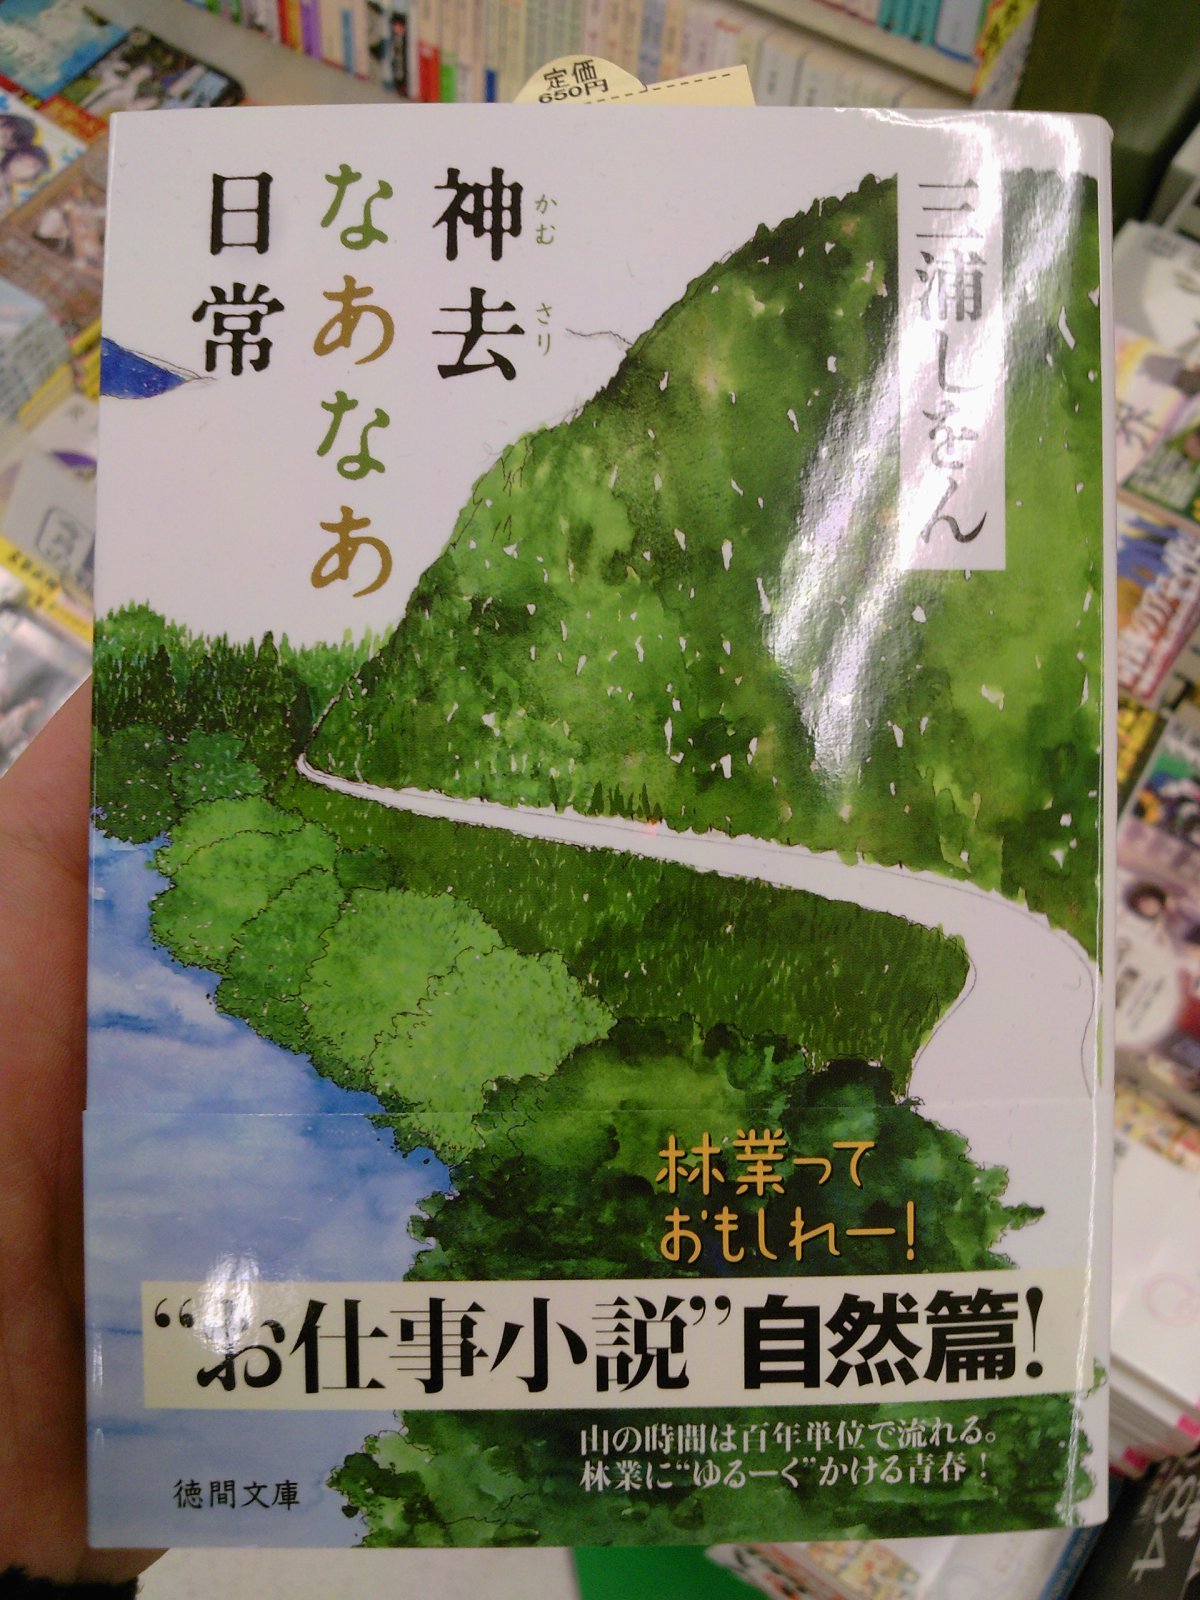 定価
650円
三浦しをん
神去
かむ さり
なあなあ
日常
林業って
おもしれー!
“お仕事小説”自然篇!
山の時間は百年単位で流れる。
林業に“ゆるーく”かける青春！
徳間文庫